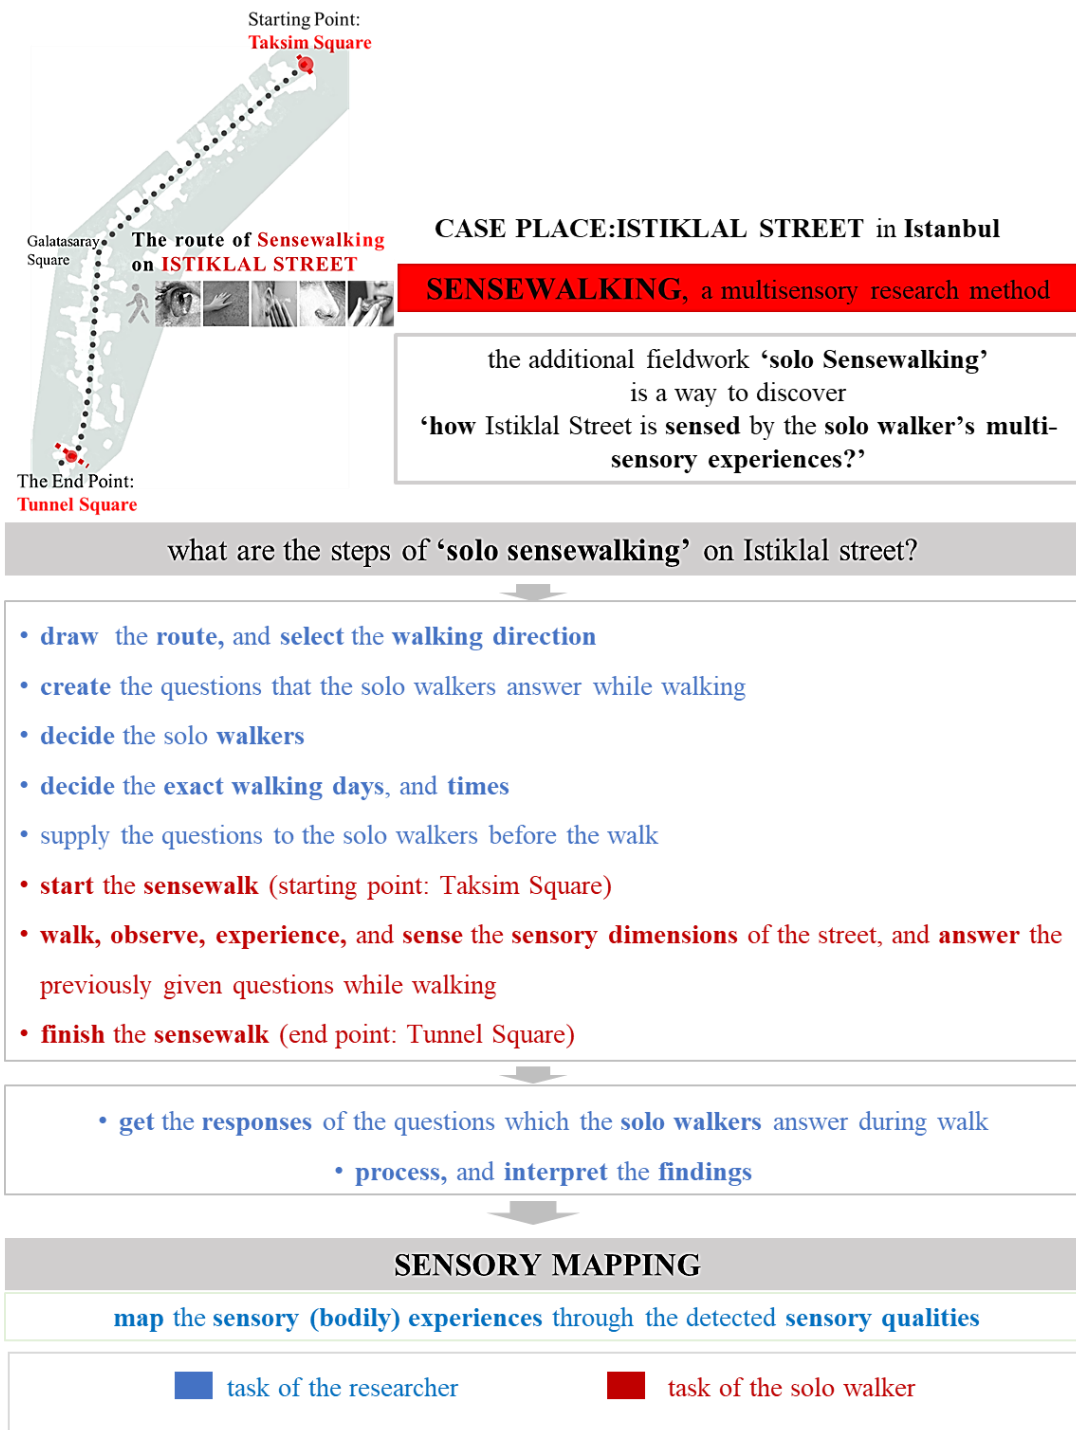 Starting Point:
Taksim Square
Galatasaray
Square
The route of Sensewalking
on ISTIKLAL STREET
The End Point:
Tunnel Square
CASE PLACE:ISTIKLAL STREET in Istanbul
SENSEWALKING, a multisensory research method
the additional fieldwork ‘solo Sensewalking’
is a way to discover
‘how Istiklal Street is sensed by the solo walker’s multi-
sensory experiences?’
what are the steps of ‘solo sensewalking’ on Istiklal street?
• draw the route, and select the walking direction
• create the questions that the solo walkers answer while walking
• decide the solo walkers
• decide the exact walking days, and times
• supply the questions to the solo walkers before the walk
• start the sensewalk (starting point: Taksim Square)
• walk, observe, experience, and sense the sensory dimensions of the street, and answer the
previously given questions while walking
• finish the sensewalk (end point: Tunnel Square)
• get the responses of the questions which the solo walkers answer during walk
• process, and interpret the findings
SENSORY MAPPING
map the sensory (bodily) experiences through the detected sensory qualities
task of the researcher
task of the solo walker